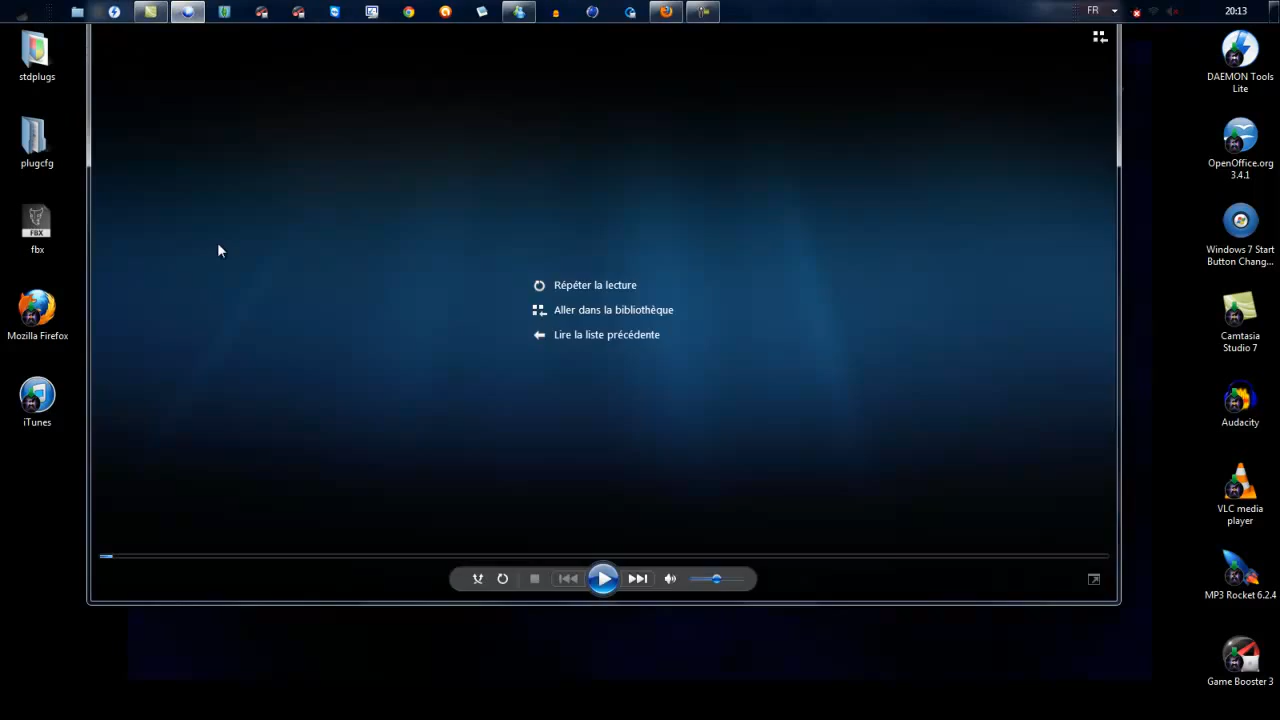 FR
20:13
stdplugs
plugcfg
FBX
fbx
Mozilla Firefox
iTunes
Répéter la lecture
Aller dans la bibliothèque
Lire la liste précédente
DAEMON Tools
Lite
OpenOffice.org
3.4.1
Windows 7 Start
Button Chang...
Camtasia
Studio 7
Audacity
VLC media
player
MP3 Rocket 6.2.4
Game Booster 3